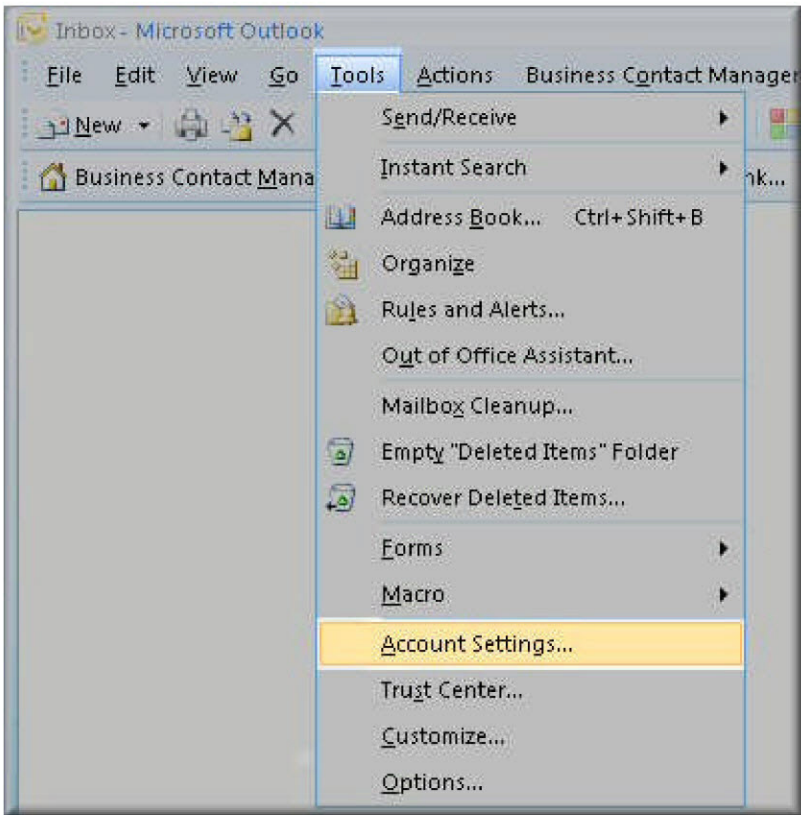 Inbox - Microsoft Outlook
File Edit View Go Tools Actions Business Contact Manager
New
Business Contact Mana
nk...
Send/Receive
Instant Search
Address Book... Ctrl+Shift+B
Organize
Rules and Alerts...
Out of Office Assistant...
Mailbox Cleanup...
Empty "Deleted Items" Folder
Recover Deleted Items...
Forms
Macro
Account Settings...
Trust Center...
Customize...
Options...